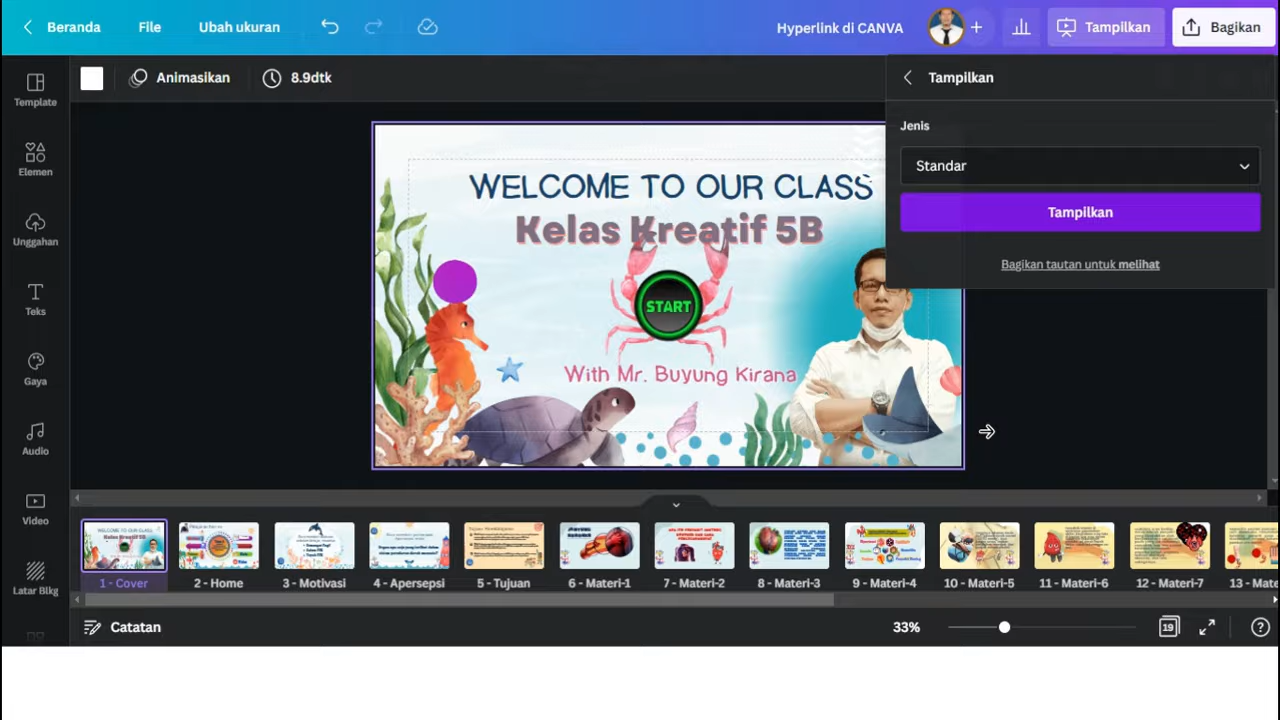 Beranda
File
Ubah ukuran
Hyperlink di CANVA
Tampilkan
Bagikan
Template
Elemen
Unggahan
Teks
Gaya
Audio
Video
Latar Blkg
Animasikan
8.9dtk
Tampilkan
Jenis
Standar
Tampilkan
Bagikan tautan untuk melihat
WELCOME TO OUR CLASS
Kelas Kreatif 5B
START
With Mr. Buyung Kirana
1 - Cover
2 - Home
3 - Motivasi
4 - Apersepsi
5 - Tujuan
6 - Materi-1
7 - Materi-2
8 - Materi-3
9 - Materi-4
10 - Materi-5
11 - Materi-6
12 - Materi-7
13 - Mate
Catatan
33%
19